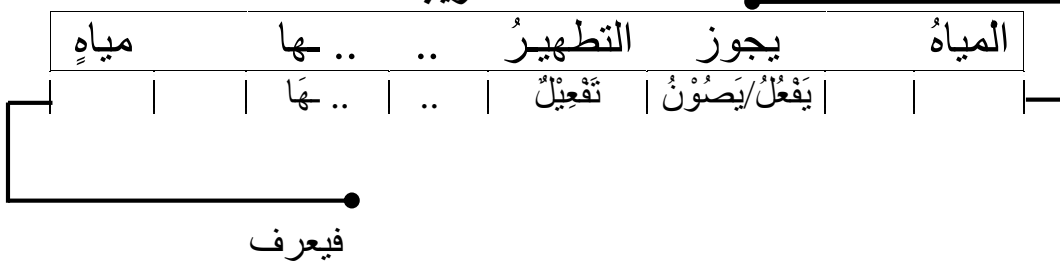 المياهُ يجوز التطهيرُ .. .. ـها مياهٍ
يَفْعُلُ/يَصُوْنُ تَفْعِيْلٌ .. .. ـهَا
فيعرف